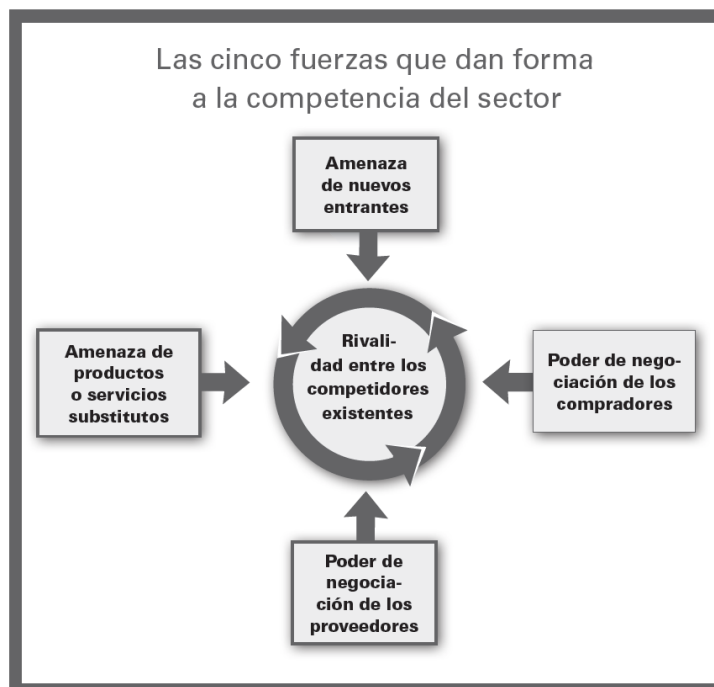 Las cinco fuerzas que dan forma
a la competencia del sector
Amenaza
de nuevos
entrantes
Amenaza de
productos
o servicios
substitutos
Rivali-
dad entre los
competidores
existentes
Poder de nego-
ciación de los
compradores
Poder de
negocia-
ción de los
proveedores